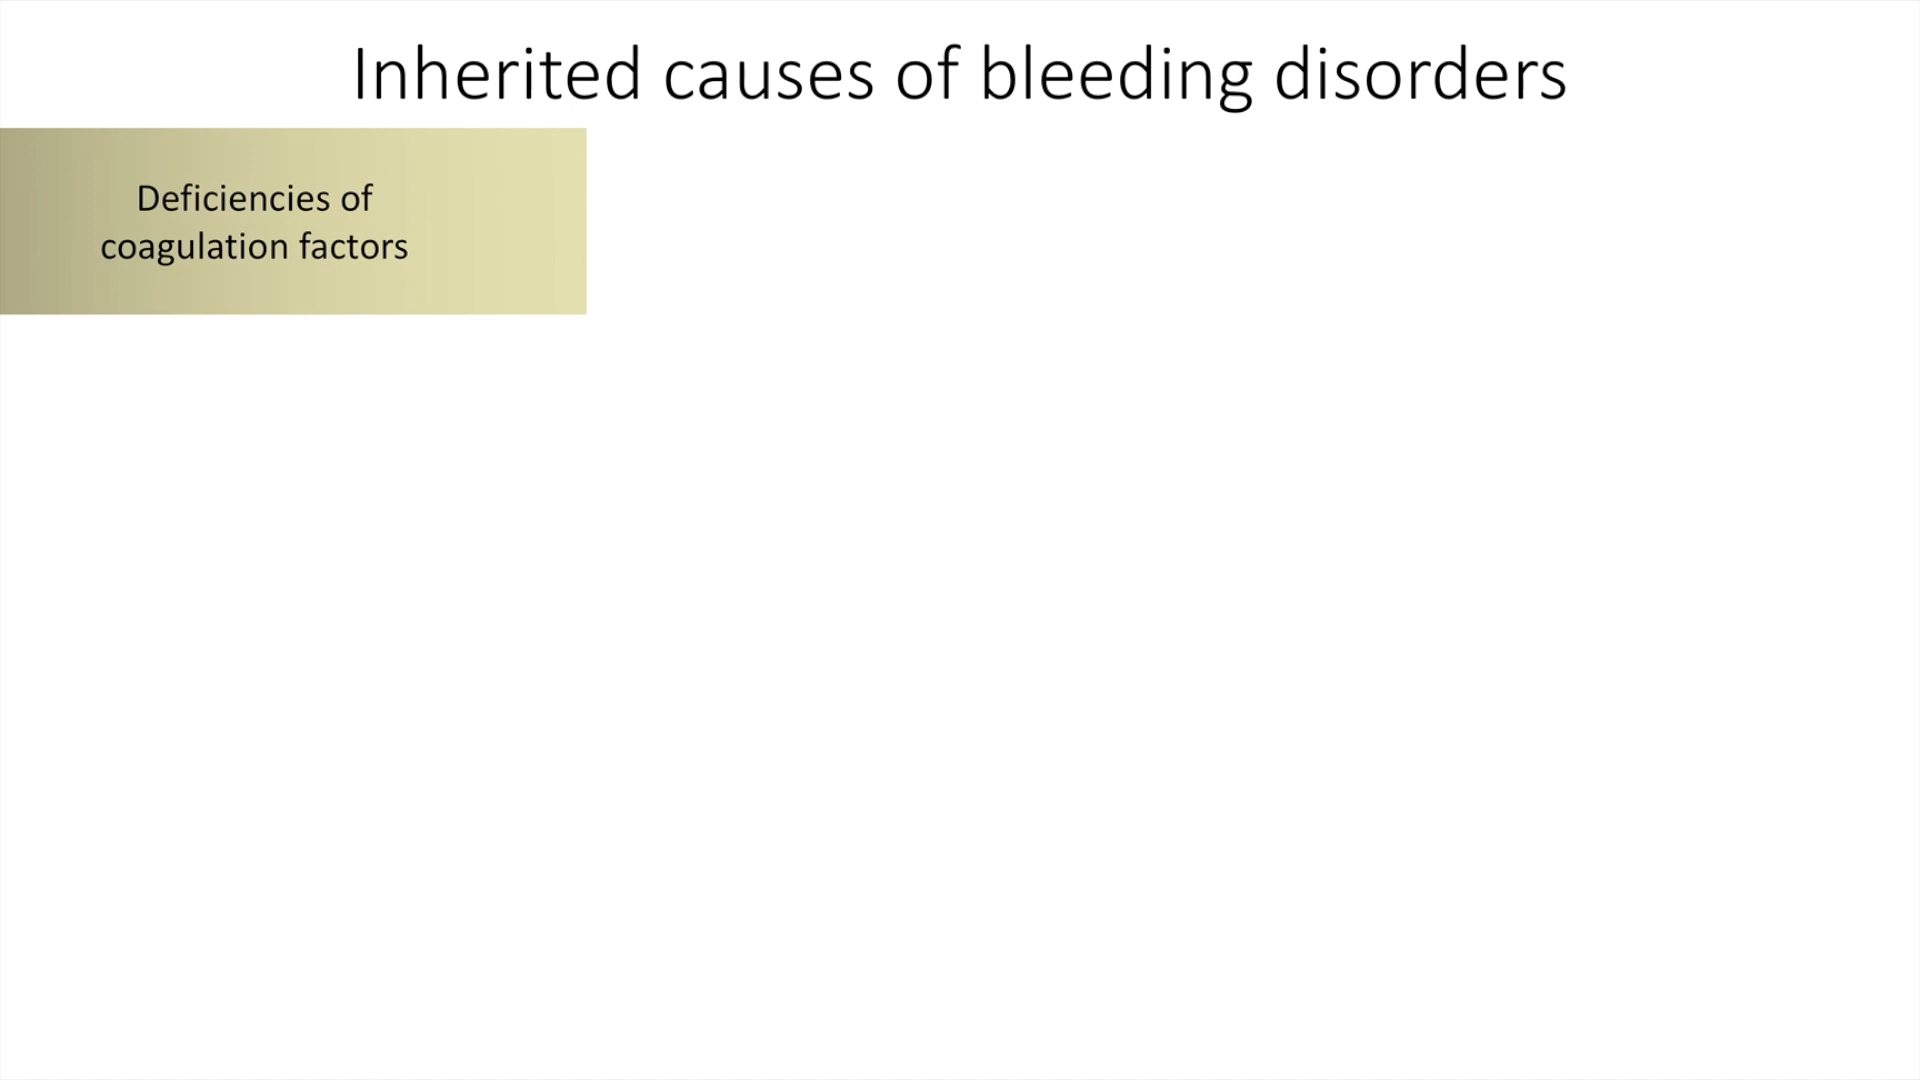 Inherited causes of bleeding disorders
Deficiencies of
coagulation factors